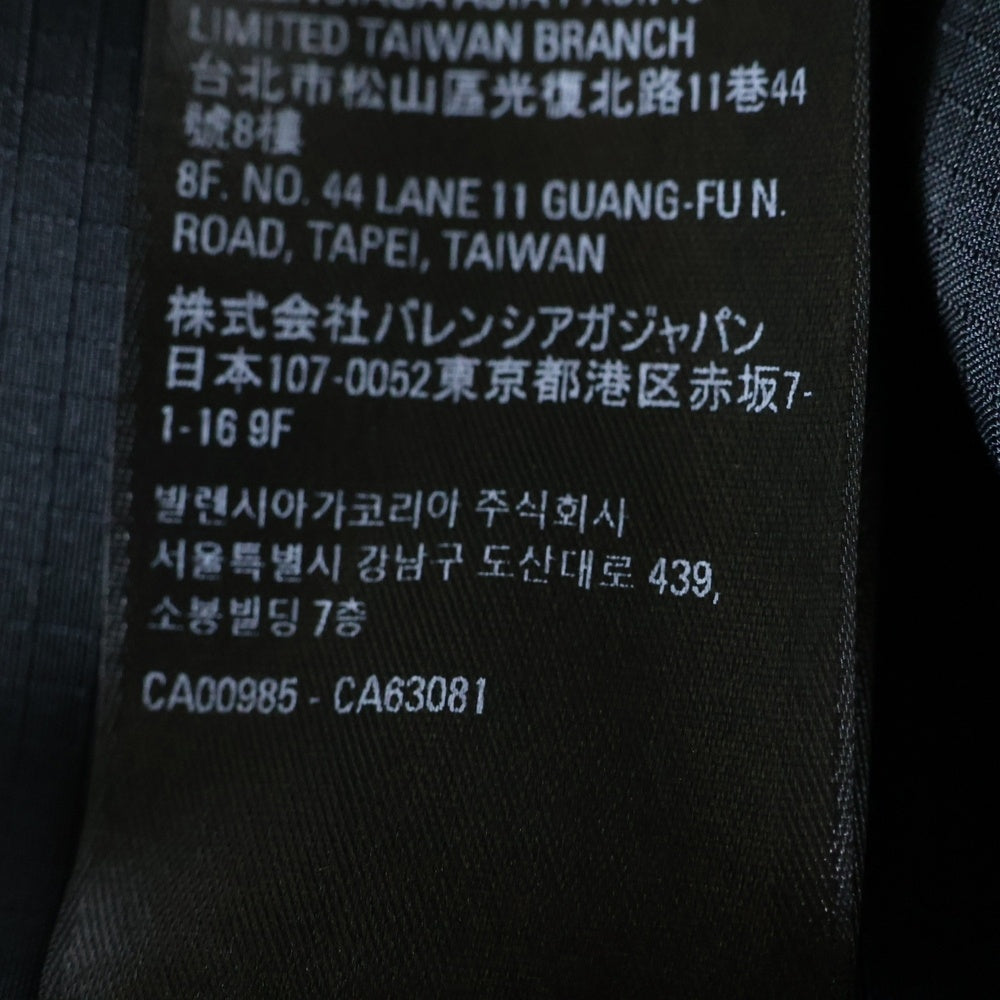 LIMITED TAIWAN BRANCH
台北市松山區光復北路11巷44
號8樓
8F. NO. 44 LANE 11 GUANG-FU N.
ROAD, TAPEI, TAIWAN
株式会社バレンシアガジャパン
日本107-0052東京都港区赤坂7-
1-16 9F
발렌시아가코리아 주식회사
서울특별시 강남구 도산대로 439,
소봉빌딩 7층
CA00985 - CA63081